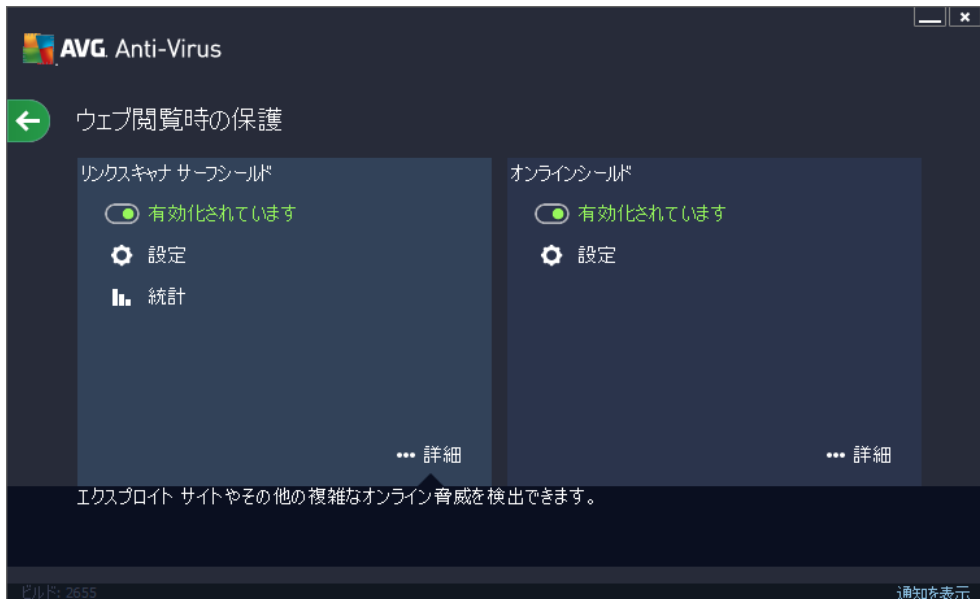 AVG. Anti-Virus
ウェブ閲覧時の保護
リンクスキャナ サーフシールド
有効化されています
設定
統計
••• 詳細
オンラインシールド
有効化されています
設定
••• 詳細
エクスプロイト サイトやその他の複雑なオンライン脅威を検出できます。
ビルド: 2655
通知を表示